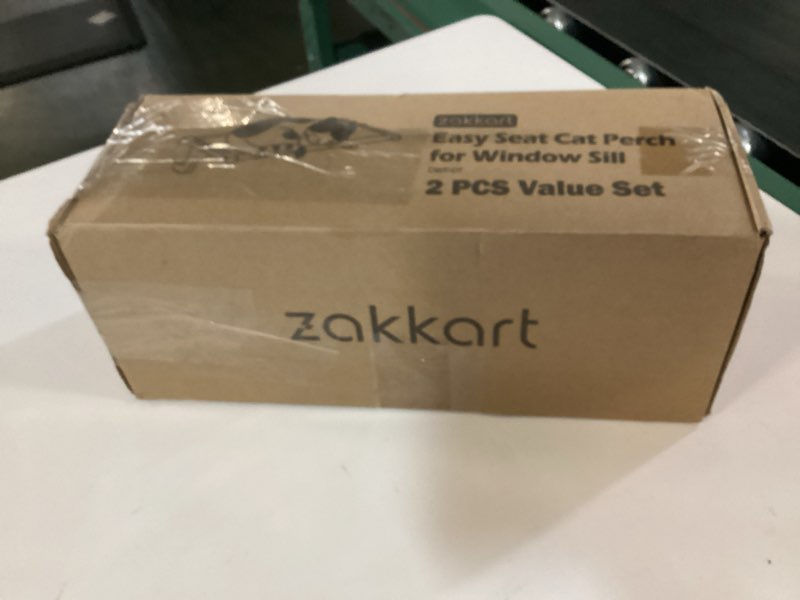 zakkart
Easy Seat Cat Perch
for Window Sill
2 PCS Value Set
zakkart